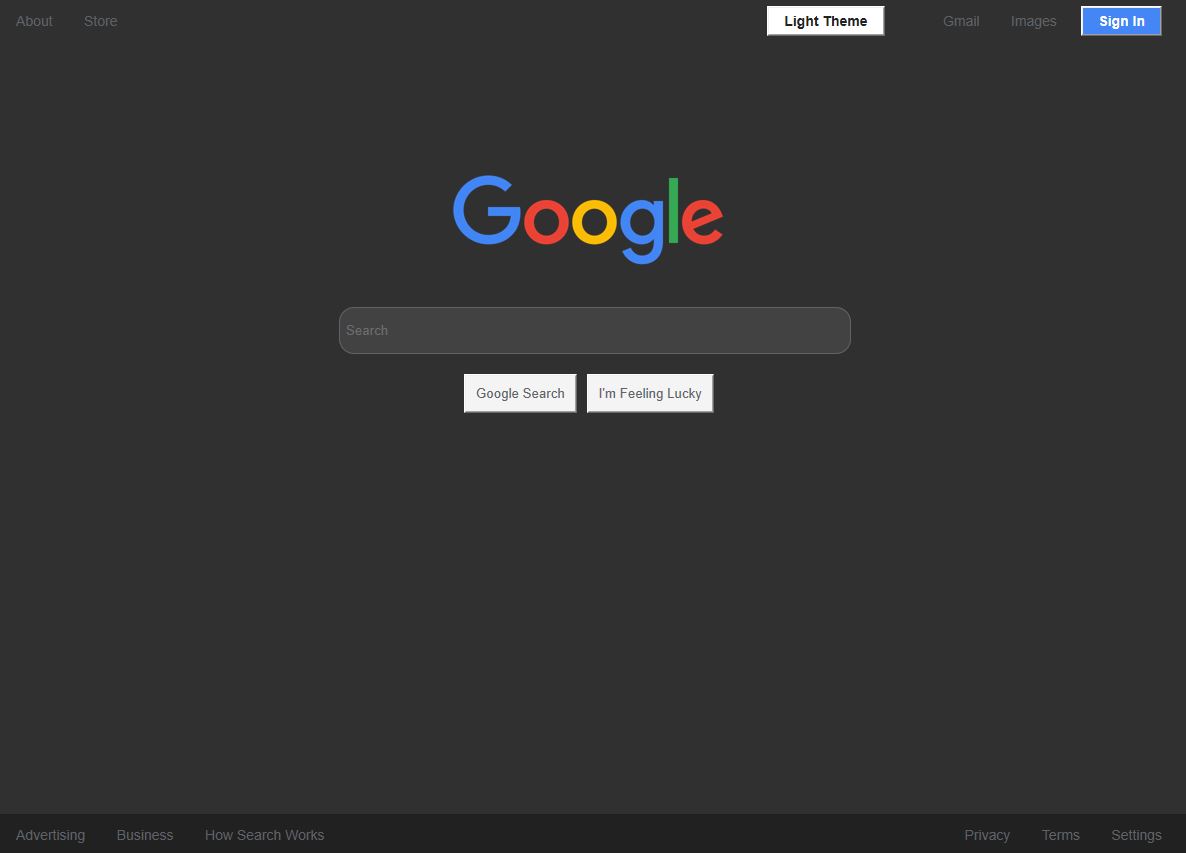 About Store Light Theme Gmail Images Sign In
Google
Search
Google Search I'm Feeling Lucky
Advertising Business How Search Works Privacy Terms Settings